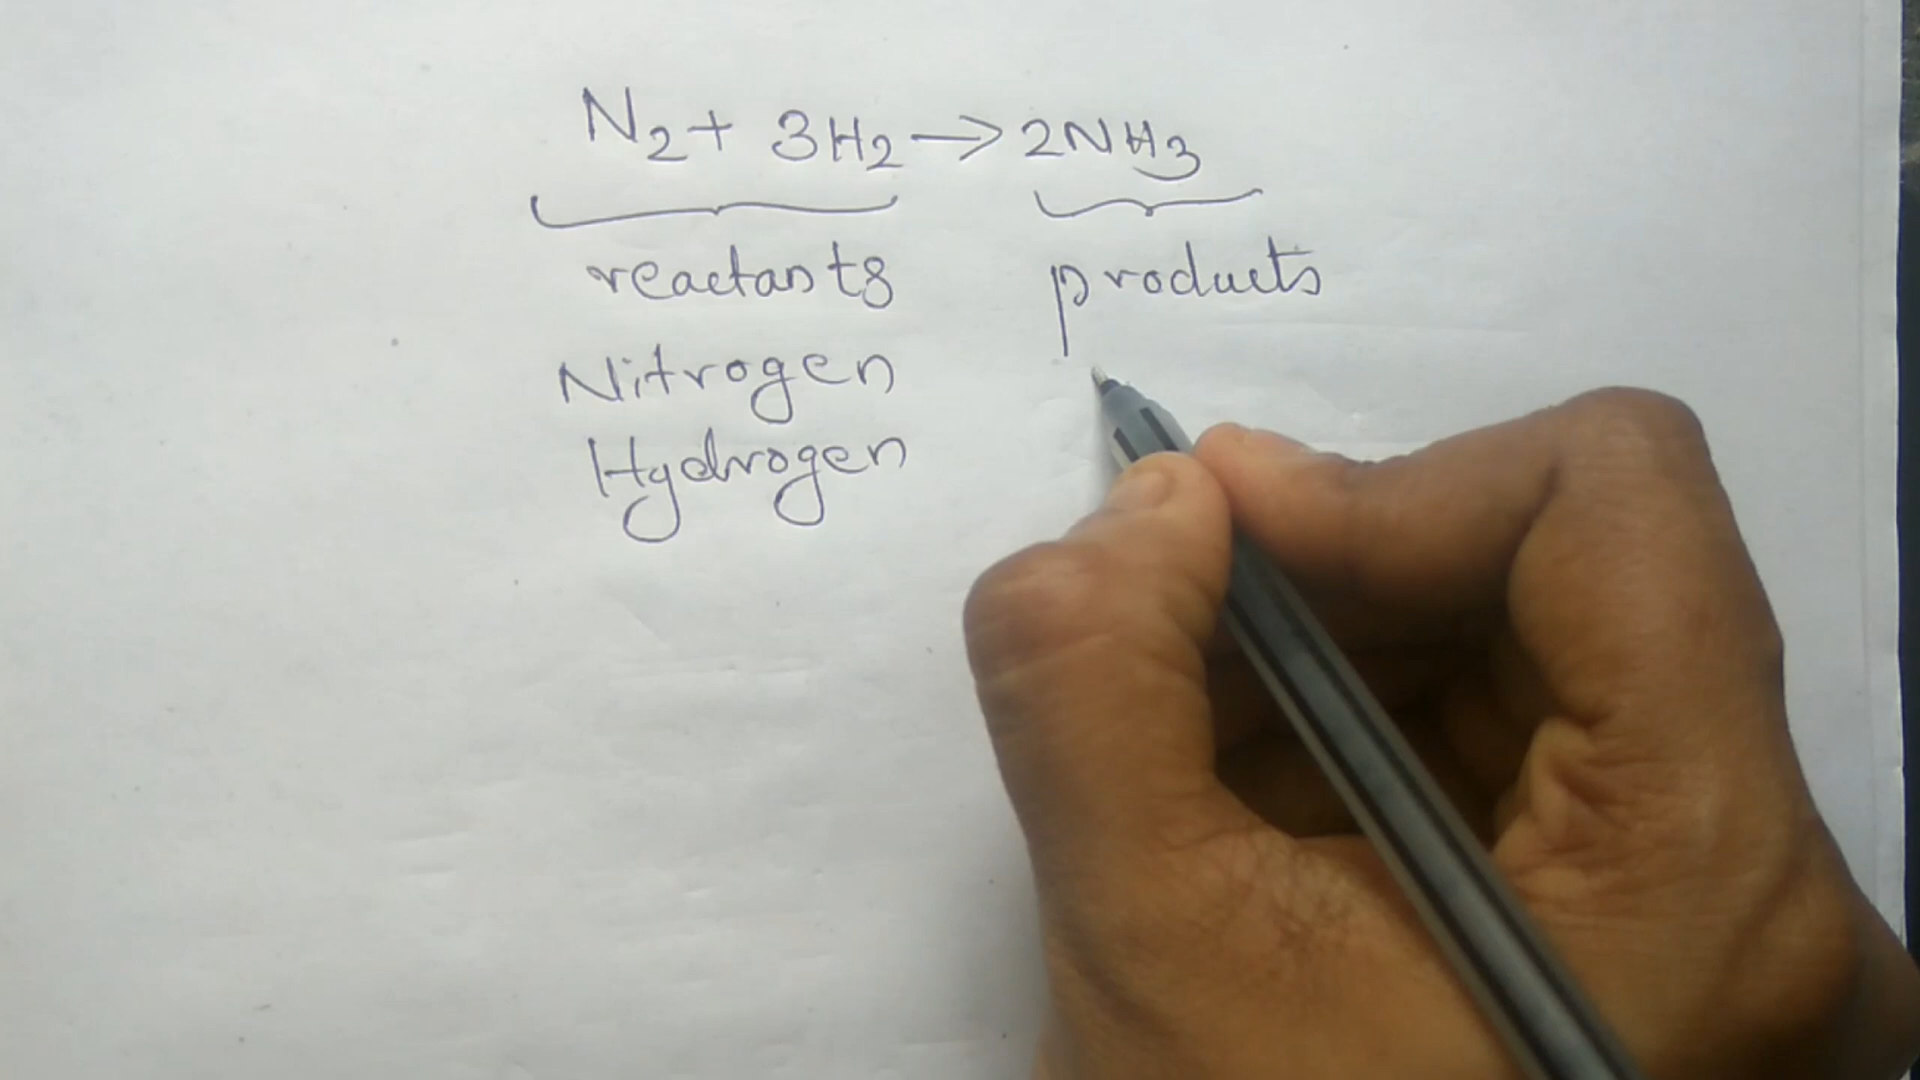 N2 + 3H2 → 2NH3
reactants products
Nitrogen
Hydrogen